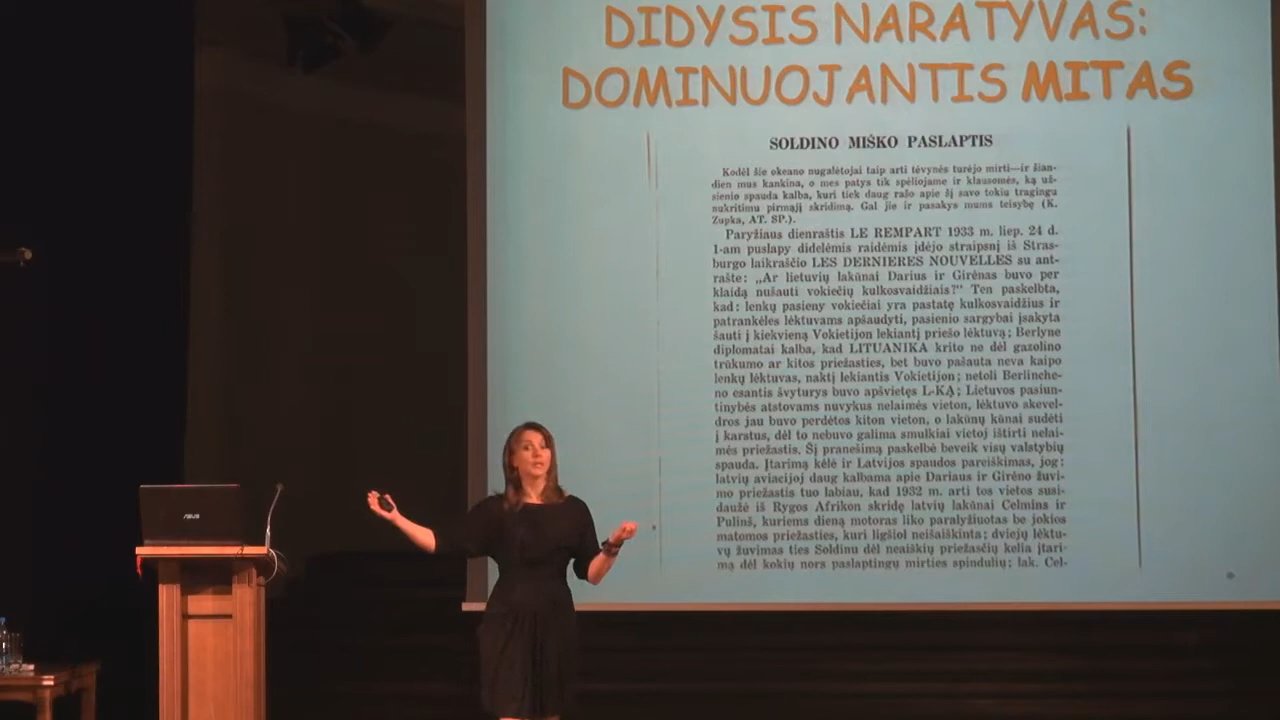 DIDYSIS NARATYVAS:
DOMINUOJANTIS MITAS
SOLDINO MIŠKO PASLAPTIS
Kodėl šie okeano nugalėtojai taip arti tėvynės turėjo mirti—ir šian-
dien mus kankina, o mes patys tik spėliojame ir klausomės, ką už-
sienio spauda kalba, kuri tiek daug rašo apie šį savo tokiu tragingu
nukritimu pirmąjį skridimą. Gal jie ir pasakys mums teisybę (K.
Zupka, AT. SP.).
Paryžiaus dienraštis LE REMPART 1933 m. liep. 24 d.
1-am puslapy didelėmis raidėmis įdėjo straipsnį iš Stras-
burgo laikraščio LES DERNIERES NOUVELLES su ant-
rašte: „Ar lietuvių lakūnai Darius ir Girėnas buvo per
klaidą nušauti vokiečių kulkosvaidžiais?" Ten paskelbta,
kad: lenkų pasieny vokiečiai yra pastatę kulkosvaidžius ir
patrankėles lėktuvams apšaudyti, pasienio sargybai įsakyta
šauti į kiekvieną Vokietijon lekiantį priešo lėktuvą; Berlyne
diplomatai kalba, kad LITUANIKA krito ne dėl gazolino
trūkumo ar kitos priežasties, bet buvo pašauta neva kaipo
lenkų lėktuvas, naktį lekiantis Vokietijon; netoli Berlinche-
no esantis švyturys buvo apšvietęs L-KĄ; Lietuvos pasiun-
tinybės atstovams nuvykus nelaimės vieton, lėktuvo skevel-
dros jau buvo perdėtos kiton vieton, o lakūnų kūnai sudėti
į karstus, dėl to nebuvo galima smulkiai vietoj ištirti nelai-
mės priežastis. Šį pranešimą paskelbė beveik visų valstybių
spauda. Įtarimą kėlė ir Latvijos spaudos pareiškimas, jog:
latvių aviacijoj daug kalbama apie Dariaus ir Girėno žuvi-
mo priežastis tuo labiau, kad 1932 m. arti tos vietos susi-
daužė iš Rygos Afrikon skridę latvių lakūnai Celmins ir
Pulinš, kuriems dieną motoras liko paralyžiuotas be jokios
matomos priežasties, kuri ligšiol neišaiškinta; dviejų lėktu-
vų žuvimas ties Soldinu dėl neaiškių priežasčių kelia įtari-
mą dėl kokių nors paslaptingų mirties spindulių; lak. Cel-
ASUS